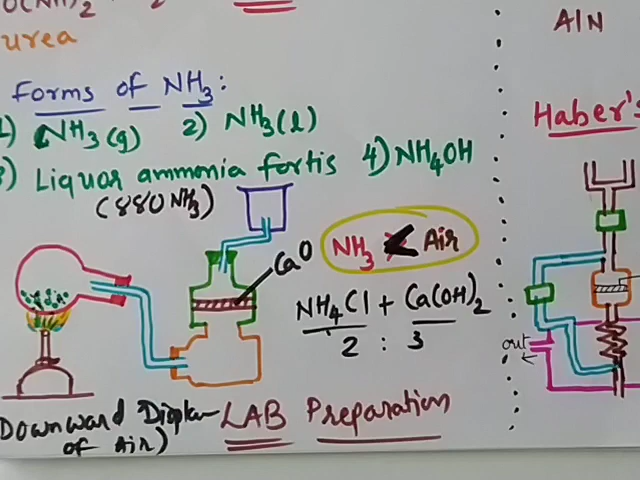 urea
Forms of NH3:
1) NH3(g) 2) NH3(l)
3) Liquor ammonia fortis 4) NH4OH
(880 NH3)
CaO
NH3 < Air
NH4Cl + Ca(OH)2
2 : 3
(Downward Displa-
of Air)
LAB Preparation
AlN
Haber's
out